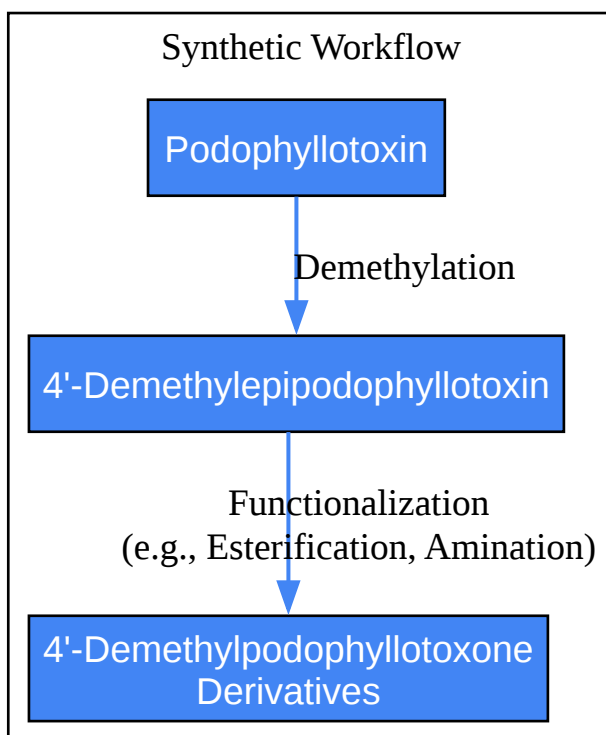 Synthetic Workflow
Podophyllotoxin
Demethylation
4'-Demethylepipodophyllotoxin
Functionalization
(e.g., Esterification, Amination)
4'-Demethylpodophyllotoxone
Derivatives